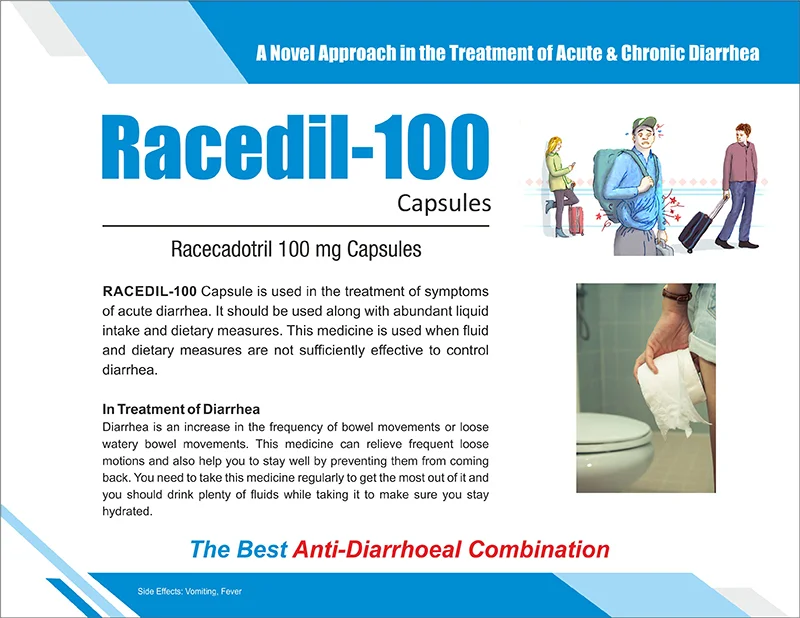 A Novel Approach in the Treatment of Acute & Chronic Diarrhea
Racedil-100
Capsules
Racecadotril 100 mg Capsules
RACEDIL-100 Capsule is used in the treatment of symptoms
of acute diarrhea. It should be used along with abundant liquid
intake and dietary measures. This medicine is used when fluid
and dietary measures are not sufficiently effective to control
diarrhea.
In Treatment of Diarrhea
Diarrhea is an increase in the frequency of bowel movements or loose
watery bowel movements. This medicine can relieve frequent loose
motions and also help you to stay well by preventing them from coming
back. You need to take this medicine regularly to get the most out of it and
you should drink plenty of fluids while taking it to make sure you stay
hydrated.
The Best Anti-Diarrhoeal Combination
Side Effects: Vomiting, Fever